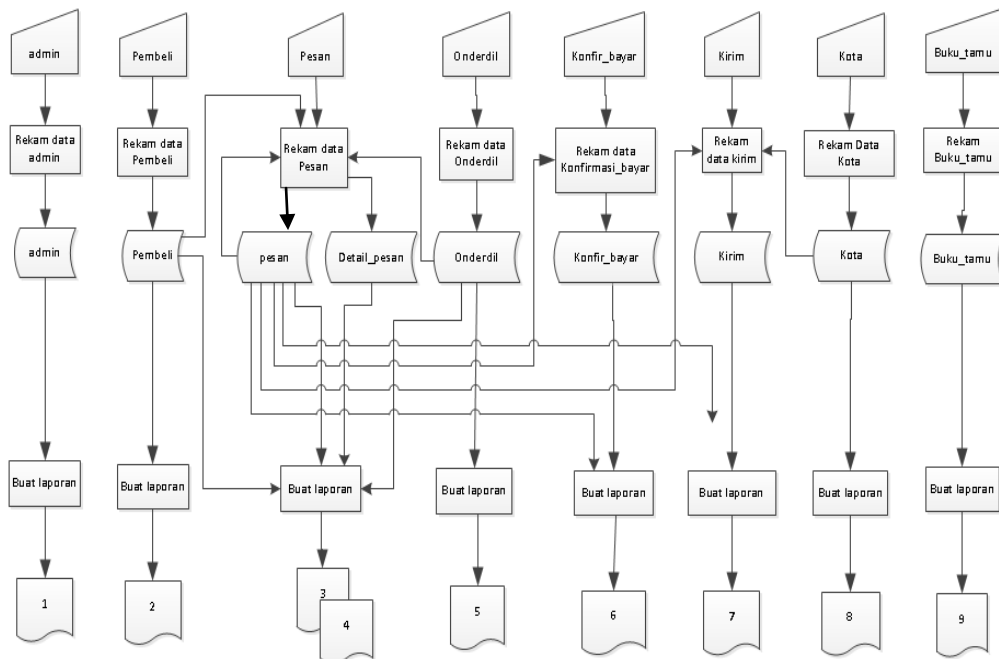 admin
Pembeli
Pesan
Onderdil
Konfir_bayar
Kirim
Kota
Buku_tamu
Rekam data
admin
Rekam data
Pembeli
Rekam data
Pesan
Rekam data
Onderdil
Rekam data
Konfirmasi_bayar
Rekam
data kirim
Rekam Data
Kota
Rekam
Buku_tamu
admin
Pembeli
pesan
Detail_pesan
Onderdil
Konfir_bayar
Kirim
Kota
Buku_tamu
Buat laporan
Buat laporan
Buat laporan
Buat laporan
Buat laporan
Buat laporan
Buat laporan
Buat laporan
1
2
3
4
5
6
7
8
9